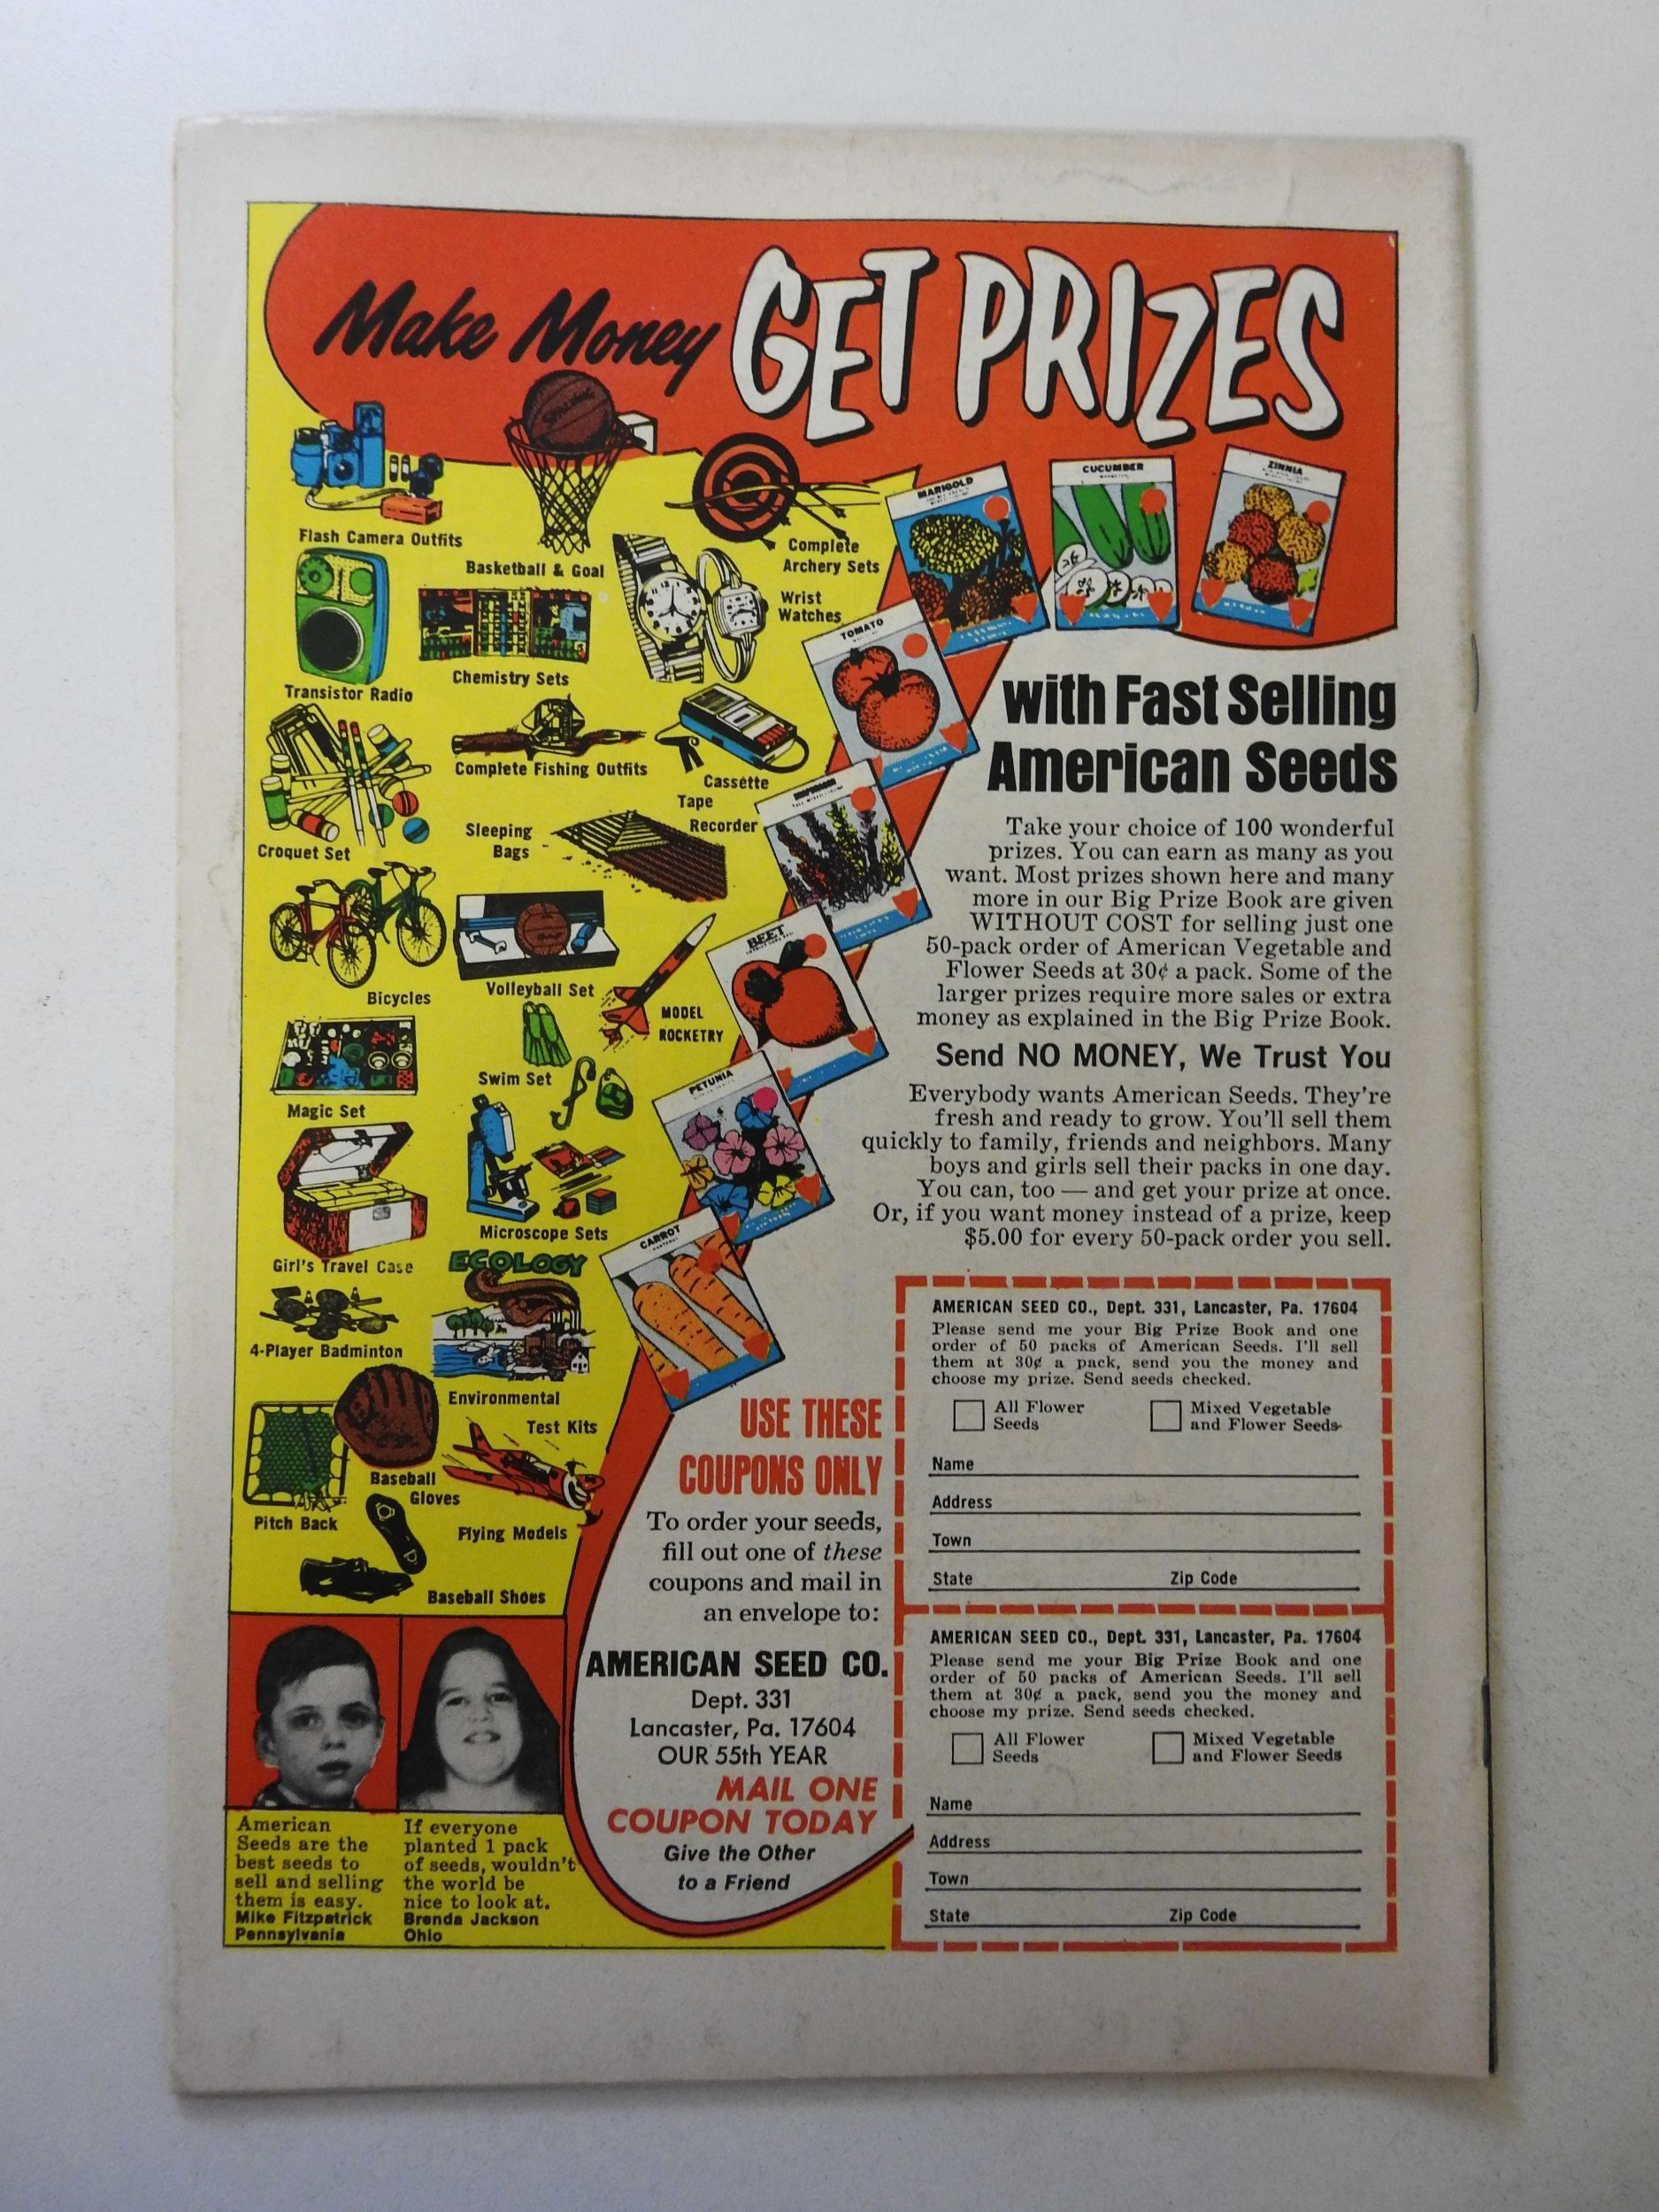 Make Money GET PRIZES
Flash Camera Outfits
Basketball & Goal
Complete
Archery Sets
Wrist
Watches
Transistor Radio
Chemistry Sets
Complete Fishing Outfits
Cassette
Tape
Recorder
Croquet Set
Sleeping
Bags
Bicycles
Volleyball Set
MODEL
ROCKETRY
Magic Set
Swim Set
Girl's Travel Case
Microscope Sets
ECOLOGY
4-Player Badminton
Environmental
Test Kits
Pitch Back
Baseball
Gloves
Flying Models
Baseball Shoes
MARIGOLD
CUCUMBER
ZINNIA
TOMATO
BEET
PETUNIA
CARROT
with Fast Selling
American Seeds
Take your choice of 100 wonderful
prizes. You can earn as many as you
want. Most prizes shown here and many
more in our Big Prize Book are given
WITHOUT COST for selling just one
50-pack order of American Vegetable and
Flower Seeds at 30¢ a pack. Some of the
larger prizes require more sales or extra
money as explained in the Big Prize Book.
Send NO MONEY, We Trust You
Everybody wants American Seeds. They're
fresh and ready to grow. You'll sell them
quickly to family, friends and neighbors. Many
boys and girls sell their packs in one day.
You can, too — and get your prize at once.
Or, if you want money instead of a prize, keep
$5.00 for every 50-pack order you sell.
USE THESE
COUPONS ONLY
To order your seeds,
fill out one of these
coupons and mail in
an envelope to:
AMERICAN SEED CO.
Dept. 331
Lancaster, Pa. 17604
OUR 55th YEAR
MAIL ONE
COUPON TODAY
Give the Other
to a Friend
AMERICAN SEED CO., Dept. 331, Lancaster, Pa. 17604
Please send me your Big Prize Book and one
order of 50 packs of American Seeds. I'll sell
them at 30¢ a pack, send you the money and
choose my prize. Send seeds checked.
All Flower
Seeds
Mixed Vegetable
and Flower Seeds
Name
Address
Town
State Zip Code
AMERICAN SEED CO., Dept. 331, Lancaster, Pa. 17604
Please send me your Big Prize Book and one
order of 50 packs of American Seeds. I'll sell
them at 30¢ a pack, send you the money and
choose my prize. Send seeds checked.
All Flower
Seeds
Mixed Vegetable
and Flower Seeds
Name
Address
Town
State Zip Code
American
Seeds are the
best seeds to
sell and selling
them is easy.
Mike Fitzpatrick
Pennsylvania
If everyone
planted 1 pack
of seeds, wouldn't
the world be
nice to look at.
Brenda Jackson
Ohio